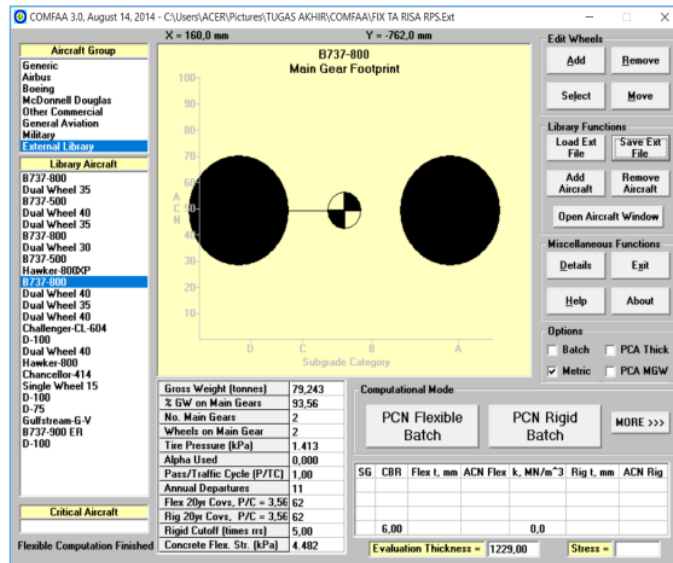 COMFAA 3.0, August 14, 2014 - C:\Users\ACER\Pictures\TUGAS AKHIR\COMFAA\FIX TA RISA RPS.Ext
X = 160,0 mm Y = -762,0 mm
Aircraft Group
Generic
Airbus
Boeing
McDonnell Douglas
Other Commercial
General Aviation
Military
External Library
Library Aircraft
B737-800
Dual Wheel 35
B737-500
Dual Wheel 40
Dual Wheel 35
B737-800
Dual Wheel 30
B737-500
Hawker-800XP
B737-800
Dual Wheel 40
Dual Wheel 35
Dual Wheel 40
Challenger-CL-604
D-100
Dual Wheel 40
Hawker-800
Chancellor-414
Single Wheel 15
D-100
D-75
Gulfstream-G-V
B737-900 ER
D-100
Critical Aircraft
Flexible Computation Finished
B737-800
Main Gear Footprint
100
90
80
70
60
50
40
30
20
10
A C N
D C B A
Subgrade Category
Gross Weight (tonnes) 79,243
% GW on Main Gears 93,56
No. Main Gears 2
Wheels on Main Gear 2
Tire Pressure (kPa) 1.413
Alpha Used 0,000
Pass/Traffic Cycle (P/TC) 1,00
Annual Departures 11
Flex 20yr Covs, P/C = 3,56 62
Rig 20yr Covs, P/C = 3,56 62
Rigid Cutoff (times rrs) 5,00
Concrete Flex. Str. (kPa) 4.482
Edit Wheels
Add Remove
Select Move
Library Functions
Load Ext File Save Ext File
Add Aircraft Remove Aircraft
Open Aircraft Window
Miscellaneous Functions
Details Exit
Help About
Options
Batch PCA Thick
Metric PCA MGW
Computational Mode
PCN Flexible Batch PCN Rigid Batch MORE >>>
SG CBR Flex t, mm ACN Flex k, MN/m^3 Rig t, mm ACN Rig
6,00 0,0
Evaluation Thickness = 1229,00 Stress =